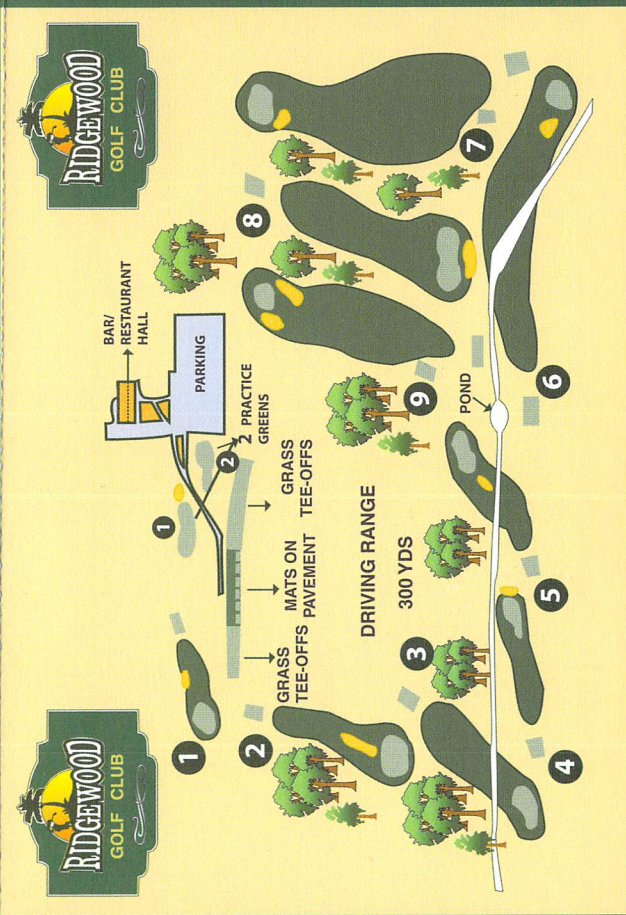 RIDGEWOOD
GOLF CLUB
RIDGEWOOD
GOLF CLUB
BAR/
RESTAURANT
HALL
PARKING
1
2
2 PRACTICE
GREENS
GRASS
TEE-OFFS
MATS ON
PAVEMENT
GRASS
TEE-OFFS
DRIVING RANGE
300 YDS
POND
1
2
3
4
5
6
7
8
9